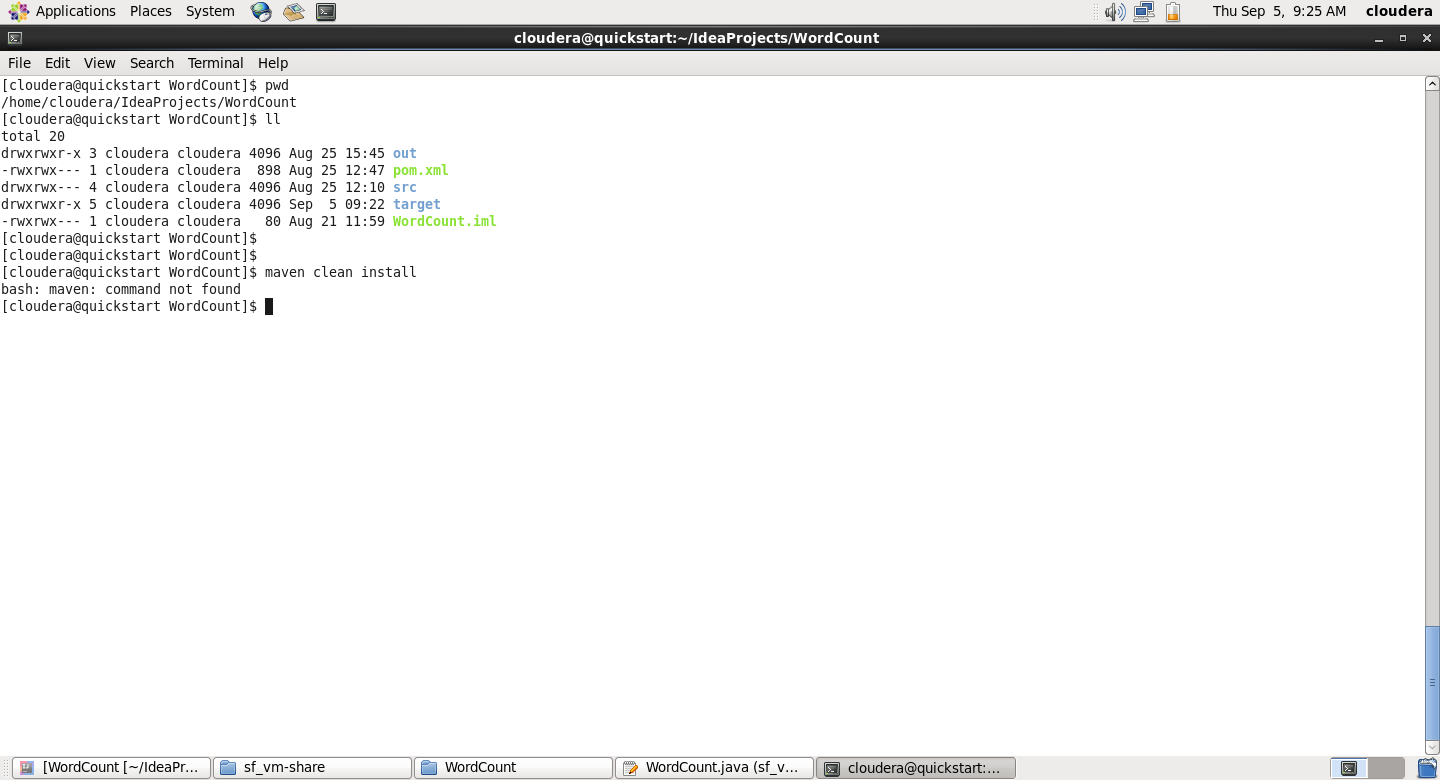 Applications Places System Thu Sep 5, 9:25 AM cloudera
cloudera@quickstart:~/IdeaProjects/WordCount
File Edit View Search Terminal Help
[cloudera@quickstart WordCount]$ pwd
/home/cloudera/IdeaProjects/WordCount
[cloudera@quickstart WordCount]$ ll
total 20
drwxrwxr-x 3 cloudera cloudera 4096 Aug 25 15:45 out
-rwxrwx--- 1 cloudera cloudera  898 Aug 25 12:47 pom.xml
drwxrwx--- 4 cloudera cloudera 4096 Aug 25 12:10 src
drwxrwxr-x 5 cloudera cloudera 4096 Sep  5 09:22 target
-rwxrwx--- 1 cloudera cloudera   80 Aug 21 11:59 WordCount.iml
[cloudera@quickstart WordCount]$
[cloudera@quickstart WordCount]$
[cloudera@quickstart WordCount]$ maven clean install
bash: maven: command not found
[cloudera@quickstart WordCount]$
[WordCount [~/IdeaPr... sf_vm-share WordCount WordCount.java (sf_v... cloudera@quickstart:...